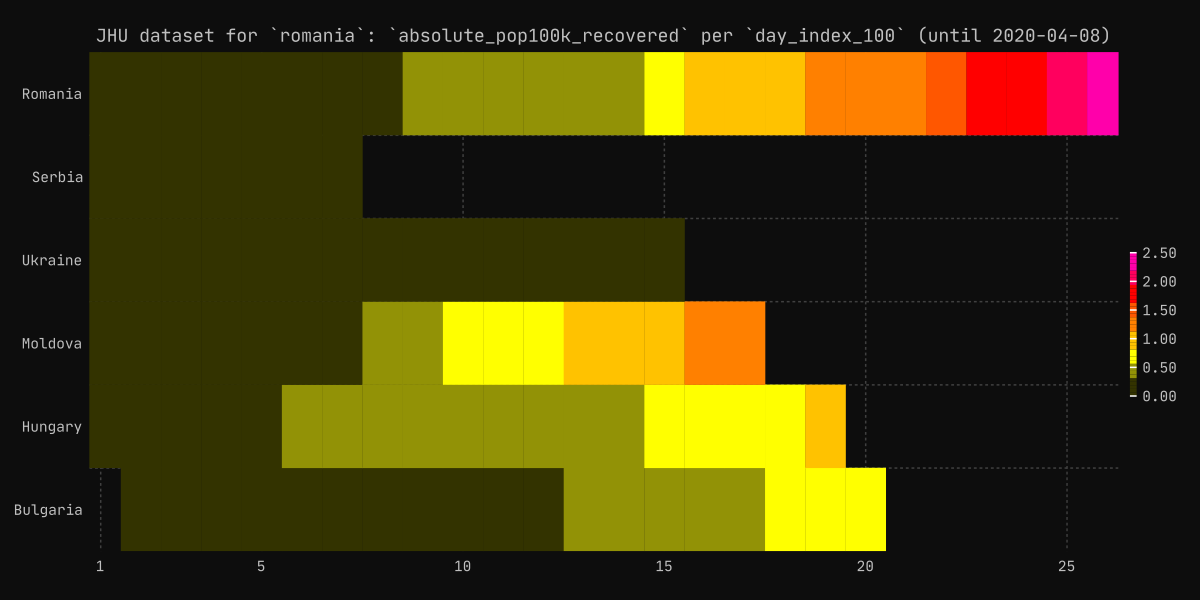 JHU dataset for `romania`: `absolute_pop100k_recovered` per `day_index_100` (until 2020-04-08)
Romania
Serbia
Ukraine
Moldova
Hungary
Bulgaria
2.50
2.00
1.50
1.00
0.50
0.00
1 5 10 15 20 25